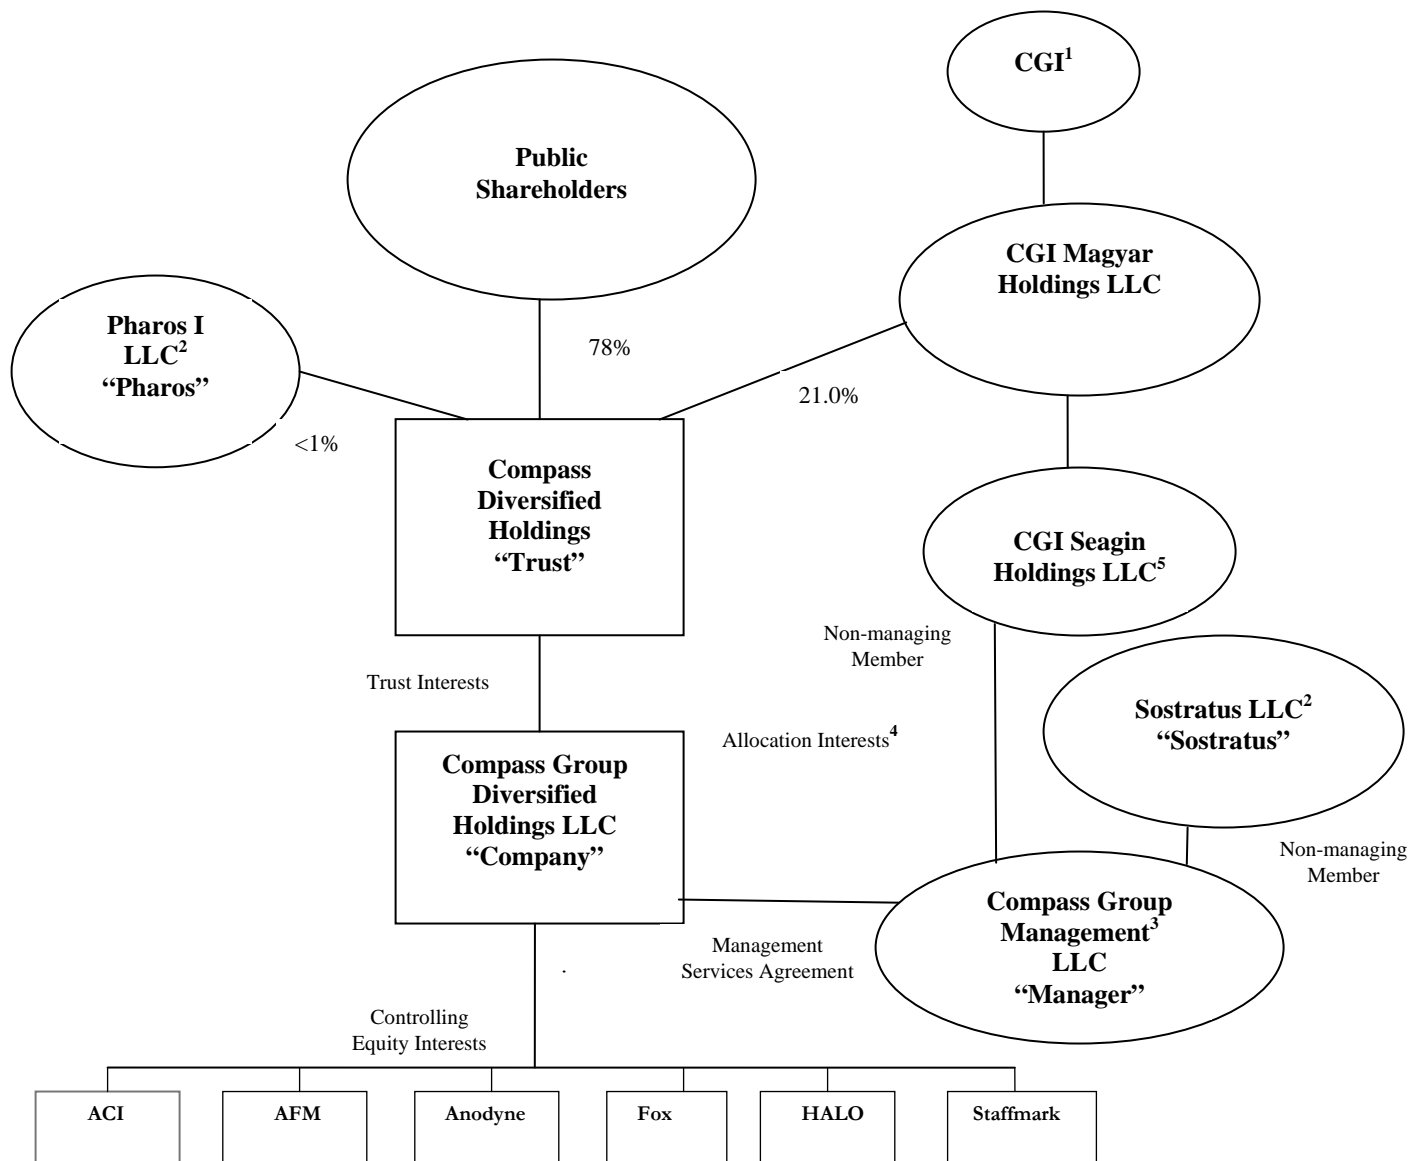 CGI1
Public
Shareholders
CGI Magyar
Holdings LLC
Pharos I
LLC2
“Pharos”
78%
21.0%
<1%
Compass
Diversified
Holdings
“Trust”
CGI Seagin
Holdings LLC5
Non-managing
Member
Trust Interests
Sostratus LLC2
“Sostratus”
Allocation Interests4
Compass Group
Diversified
Holdings LLC
“Company”
Non-managing
Member
Compass Group
Management3
LLC
“Manager”
Management
Services Agreement
Controlling
Equity Interests
ACI
AFM
Anodyne
Fox
HALO
Staffmark